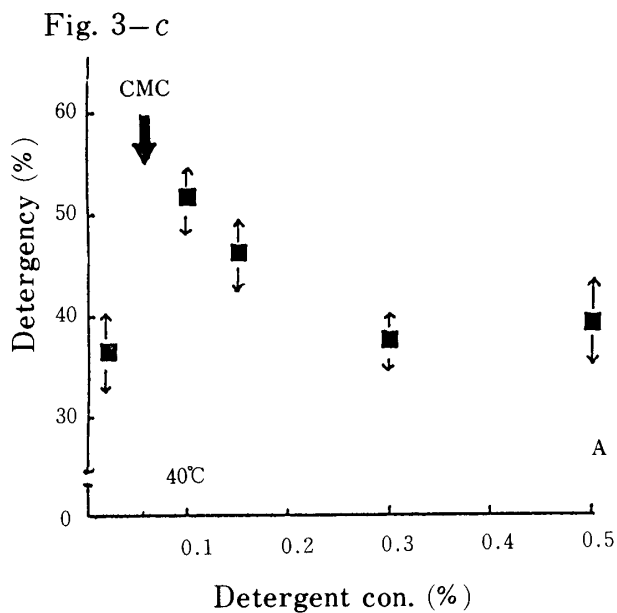 Fig. 3-c
CMC
60
50
40
30
0
Detergency (%)
A
40℃
0.1 0.2 0.3 0.4 0.5
Detergent con. (%)